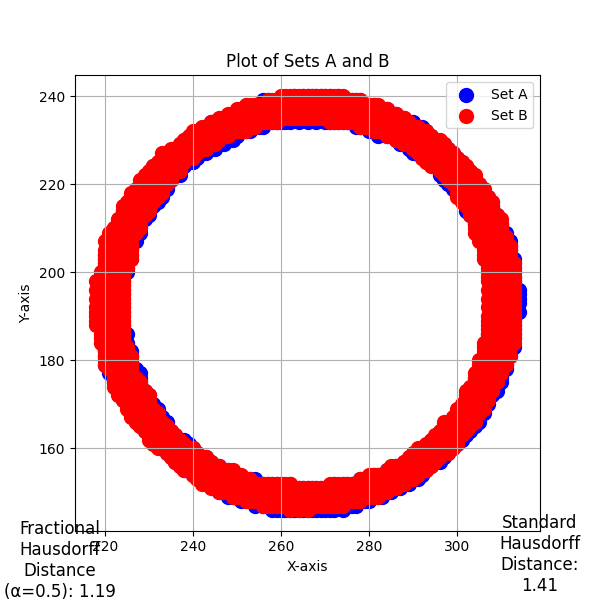 Plot of Sets A and B
Set A
Set B
240
220
200
180
160
Y-axis
220
240
260
280
300
X-axis
Fractional
Hausdorff
Distance
(α=0.5): 1.19
Standard
Hausdorff
Distance:
1.41